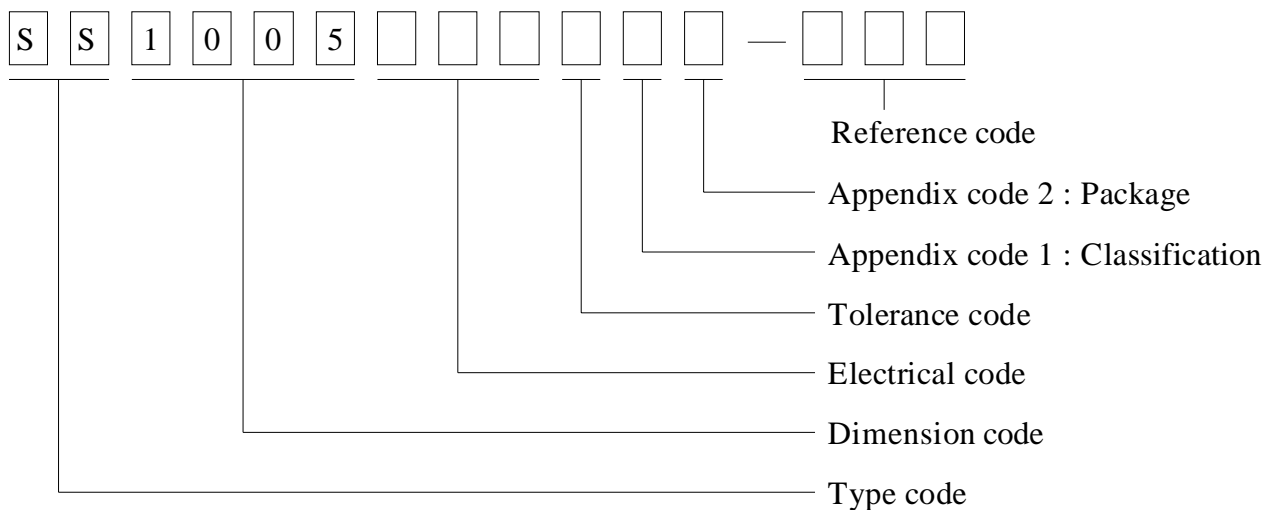 S S 1 0 0 5 —
Reference code
Appendix code 2 : Package
Appendix code 1 : Classification
Tolerance code
Electrical code
Dimension code
Type code